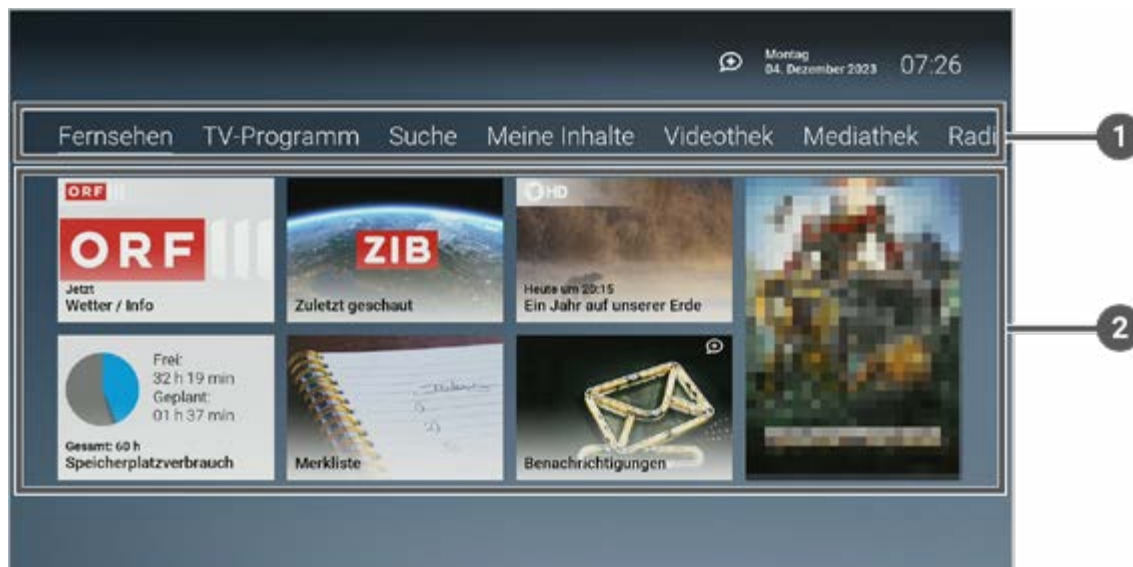 Montag
04. Dezember 2023
07:26
Fernsehen TV-Programm Suche Meine Inhalte Videothek Mediathek Radi
1
ORF
ORF
Jetzt
Wetter / Info
ZIB
Zuletzt geschaut
HD
Heute um 20:15
Ein Jahr auf unserer Erde
2
Frei:
32 h 19 min
Geplant:
01 h 37 min
Gesamt: 60 h
Speicherplatzverbrauch
Merkliste
Benachrichtigungen